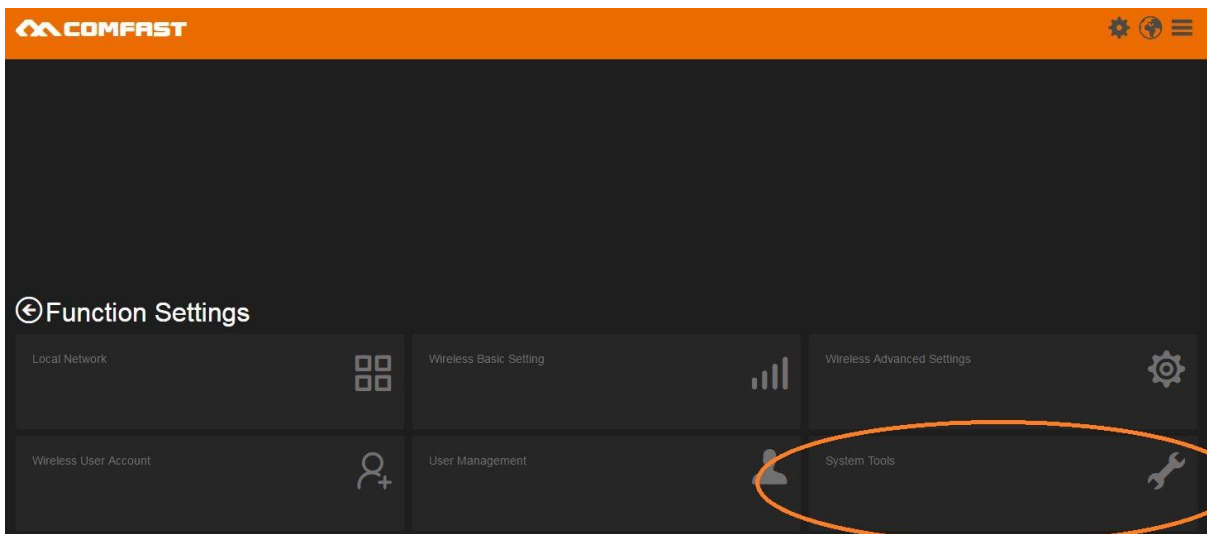 COMFAST
Function Settings
Local Network
Wireless Basic Setting
Wireless Advanced Settings
Wireless User Account
User Management
System Tools